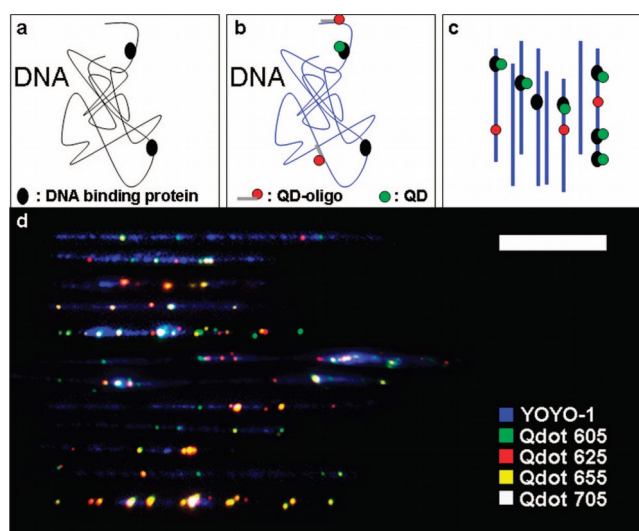 a
b
c
DNA
DNA
: DNA binding protein
: QD-oligo
: QD
d
YOYO-1
Qdot 605
Qdot 625
Qdot 655
Qdot 705